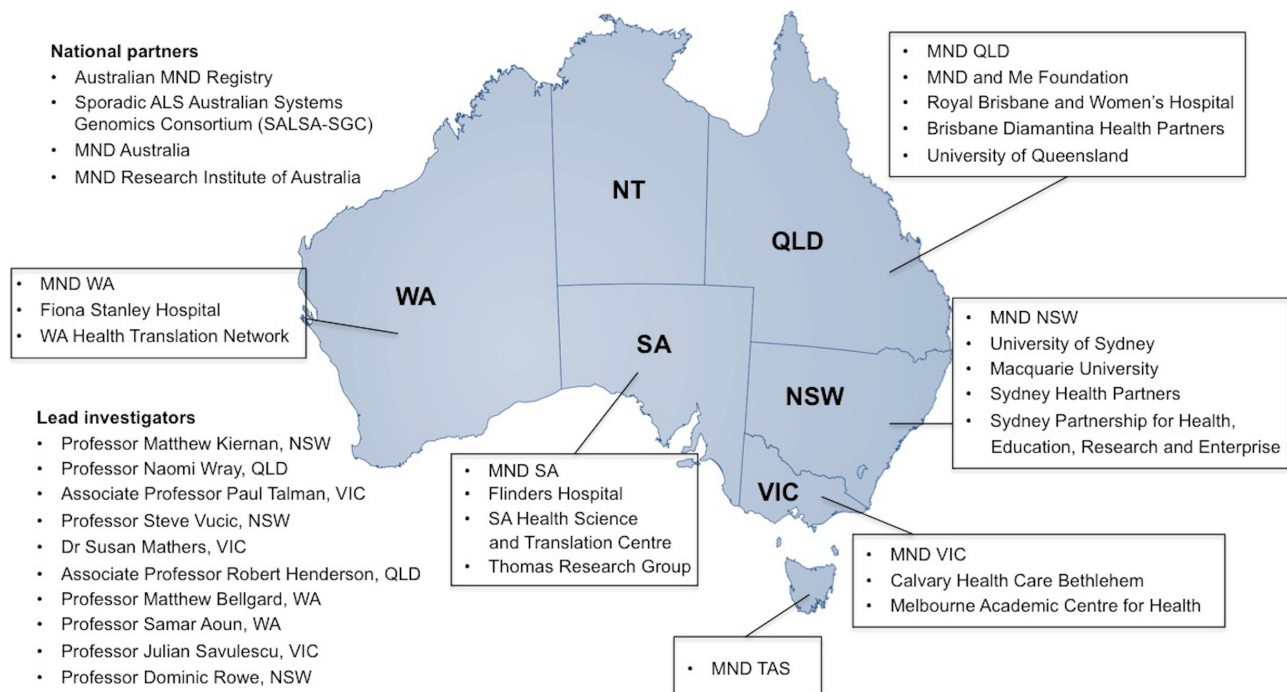 National partners
• Australian MND Registry
• Sporadic ALS Australian Systems
Genomics Consortium (SALSA-SGC)
• MND Australia
• MND Research Institute of Australia
• MND QLD
• MND and Me Foundation
• Royal Brisbane and Women's Hospital
• Brisbane Diamantina Health Partners
• University of Queensland
NT
QLD
WA
SA
NSW
VIC
• MND WA
• Fiona Stanley Hospital
• WA Health Translation Network
• MND NSW
• University of Sydney
• Macquarie University
• Sydney Health Partners
• Sydney Partnership for Health,
Education, Research and Enterprise
Lead investigators
• Professor Matthew Kiernan, NSW
• Professor Naomi Wray, QLD
• Associate Professor Paul Talman, VIC
• Professor Steve Vucic, NSW
• Dr Susan Mathers, VIC
• Associate Professor Robert Henderson, QLD
• Professor Matthew Bellgard, WA
• Professor Samar Aoun, WA
• Professor Julian Savulescu, VIC
• Professor Dominic Rowe, NSW
• MND SA
• Flinders Hospital
• SA Health Science
and Translation Centre
• Thomas Research Group
• MND VIC
• Calvary Health Care Bethlehem
• Melbourne Academic Centre for Health
• MND TAS